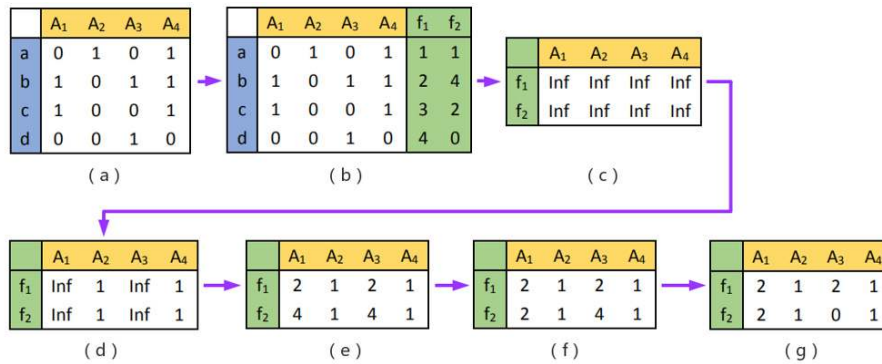 A₁ A₂ A₃ A₄
a 0 1 0 1
b 1 0 1 1
c 1 0 0 1
d 0 0 1 0
( a )
A₁ A₂ A₃ A₄ f₁ f₂
a 0 1 0 1 1 1
b 1 0 1 1 2 4
c 1 0 0 1 3 2
d 0 0 1 0 4 0
( b )
A₁ A₂ A₃ A₄
f₁ Inf Inf Inf Inf
f₂ Inf Inf Inf Inf
( c )
A₁ A₂ A₃ A₄
f₁ Inf 1 Inf 1
f₂ Inf 1 Inf 1
( d )
A₁ A₂ A₃ A₄
f₁ 2 1 2 1
f₂ 4 1 4 1
( e )
A₁ A₂ A₃ A₄
f₁ 2 1 2 1
f₂ 2 1 4 1
( f )
A₁ A₂ A₃ A₄
f₁ 2 1 2 1
f₂ 2 1 0 1
( g )